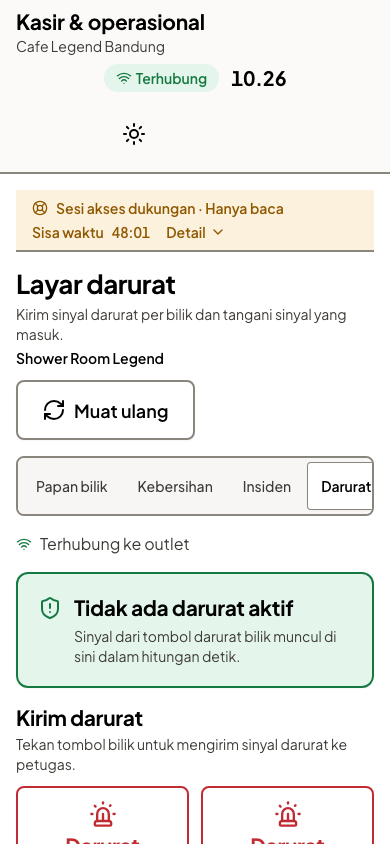 Kasir & operasional
Cafe Legend Bandung
Terhubung 10.26
Sesi akses dukungan · Hanya baca
Sisa waktu 48:01 Detail
Layar darurat
Kirim sinyal darurat per bilik dan tangani sinyal yang
masuk.
Shower Room Legend
Muat ulang
Papan bilik Kebersihan Insiden Darurat
Terhubung ke outlet
Tidak ada darurat aktif
Sinyal dari tombol darurat bilik muncul di
sini dalam hitungan detik.
Kirim darurat
Tekan tombol bilik untuk mengirim sinyal darurat ke
petugas.
Darurat Darurat